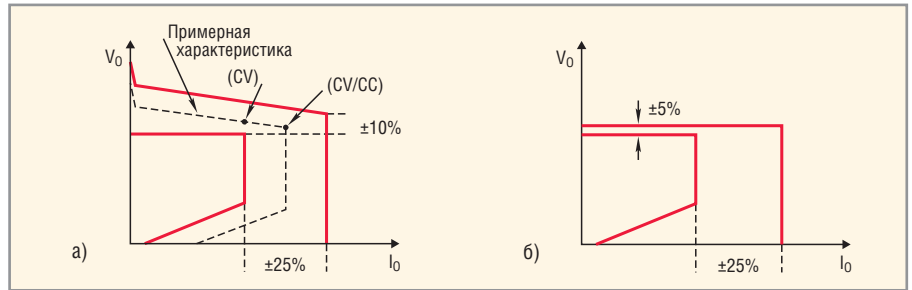 Примерная
характеристика
V₀
(CV)
(CV/CC)
±10%
±25%
I₀
а)
V₀
±5%
±25%
I₀
б)